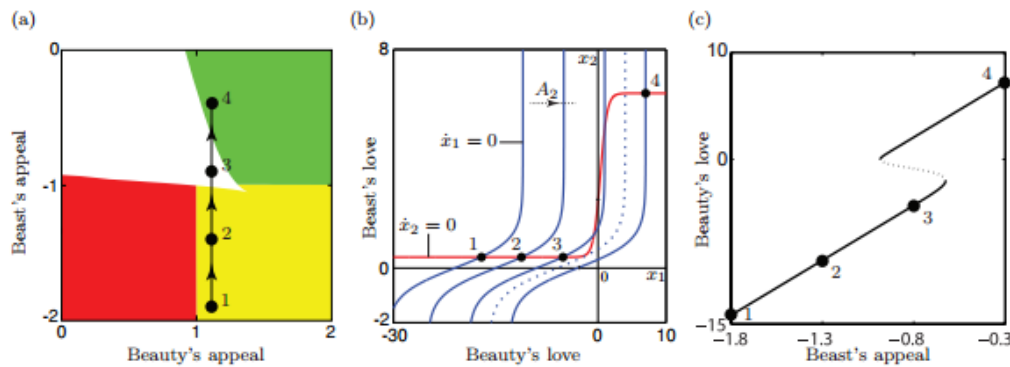 (a)
0
-1
-2
Beast's appeal
4
3
2
1
0
1
2
Beauty's appeal
(b)
8
x₂
4
A₂
ẋ₁ = 0
ẋ₂ = 0
1
2
3
0
-2
0
x₁
-30
0
10
Beast's love
Beauty's love
(c)
10
4
0
3
2
1
-15
-1.8
-1.3
-0.8
-0.3
Beauty's love
Beast's appeal